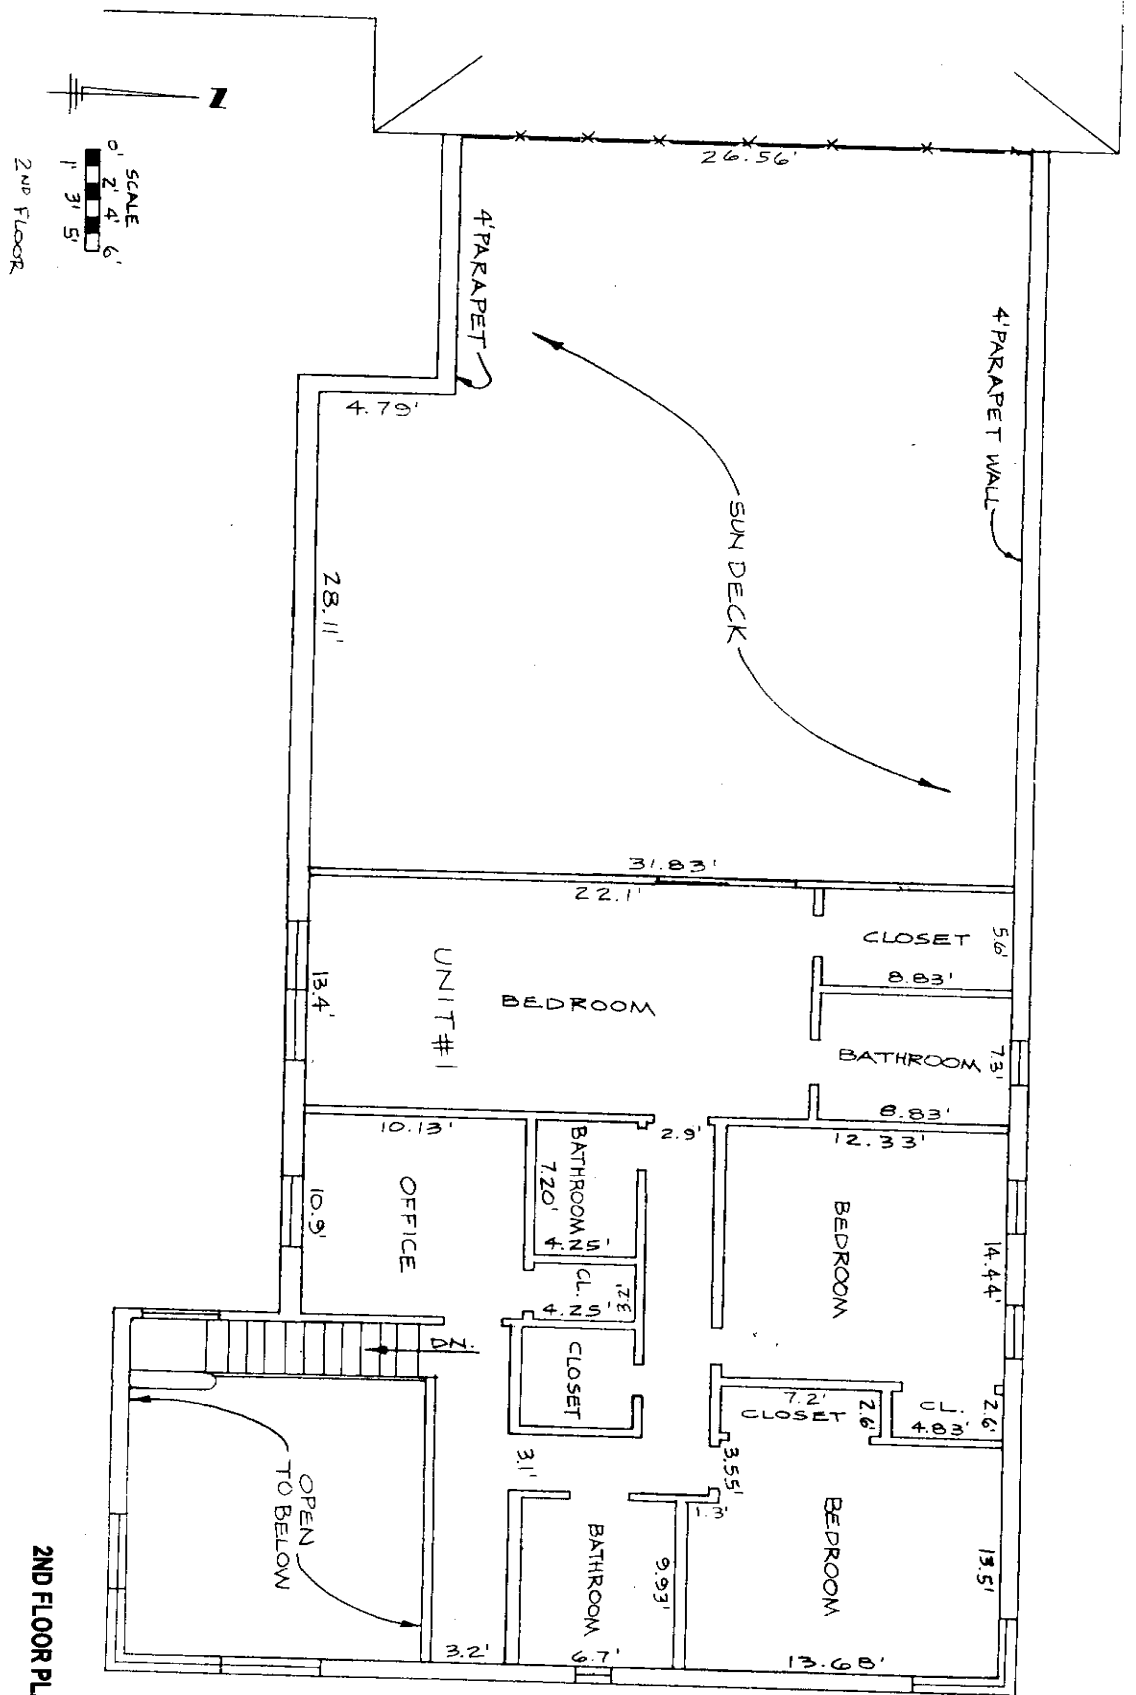 N
SCALE
0' 2' 4' 6'
1' 3' 5'
2ND FLOOR
26.56'
4' PARAPET
4' PARAPET WALL
4.79'
SUN DECK
28.11'
31.83'
22.1'
CLOSET
5.6'
8.83'
UNIT #1
BEDROOM
13.4'
BATHROOM
7.3'
8.83'
10.13'
2.9'
12.33'
BATHROOM
7.20'
4.25'
OFFICE
10.9'
BEDROOM
14.44'
CL.
3.2'
4.25'
DN.
CLOSET
7.2'
CLOSET
2.6'
CL.
4.83'
2.6'
3.1'
3.55'
1.3'
OPEN
TO BELOW
BATHROOM
9.93'
BEDROOM
13.5'
3.2'
6.7'
13.68'
2ND FLOOR PL